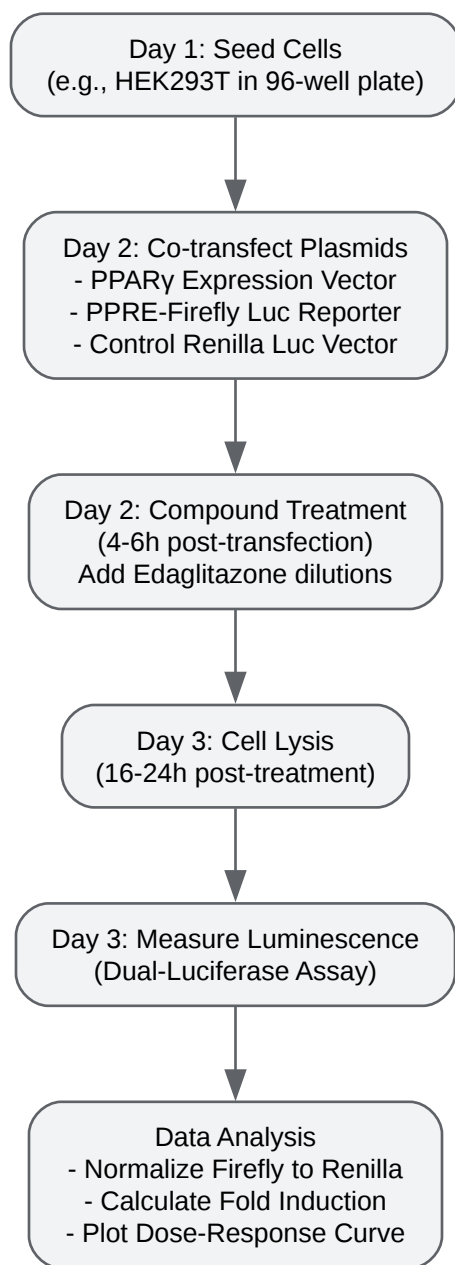 Day 1: Seed Cells
(e.g., HEK293T in 96-well plate)
Day 2: Co-transfect Plasmids
- PPARγ Expression Vector
- PPRE-Firefly Luc Reporter
- Control Renilla Luc Vector
Day 2: Compound Treatment
(4-6h post-transfection)
Add Edaglitazone dilutions
Day 3: Cell Lysis
(16-24h post-treatment)
Day 3: Measure Luminescence
(Dual-Luciferase Assay)
Data Analysis
- Normalize Firefly to Renilla
- Calculate Fold Induction
- Plot Dose-Response Curve